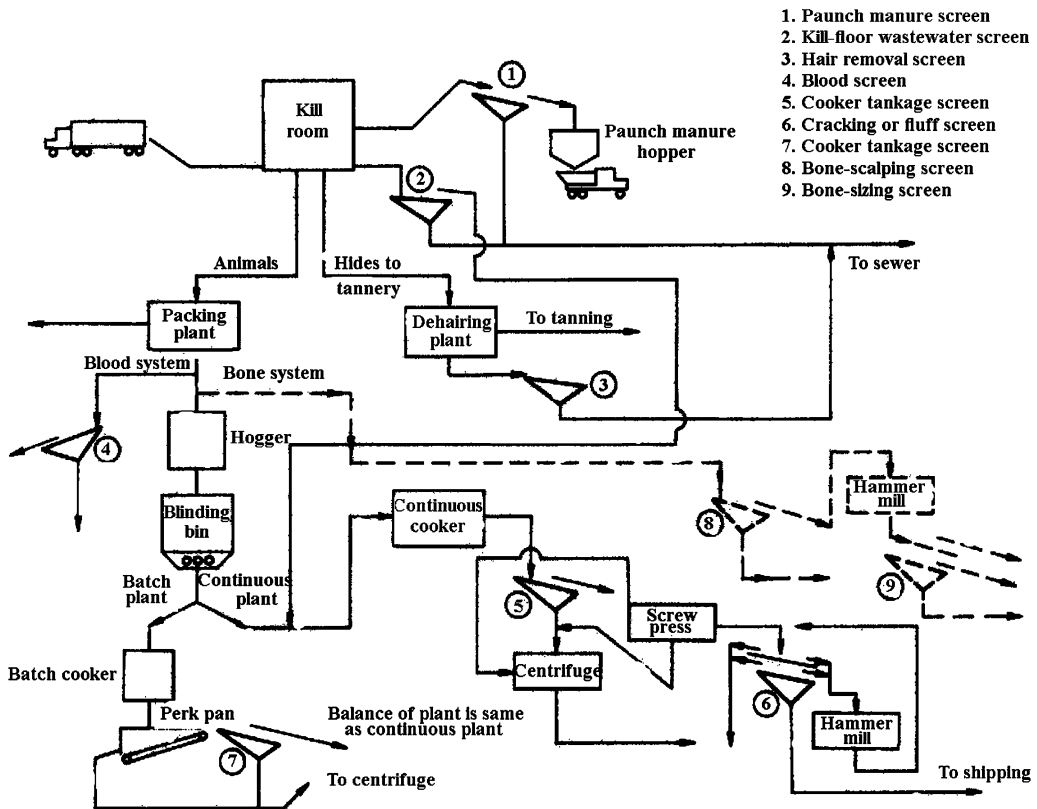 1. Paunch manure screen
2. Kill-floor wastewater screen
3. Hair removal screen
4. Blood screen
5. Cooker tankage screen
6. Cracking or fluff screen
7. Cooker tankage screen
8. Bone-scalping screen
9. Bone-sizing screen
Kill
room
1
Paunch manure
hopper
2
To sewer
Animals
Hides to
tannery
Packing
plant
Dehairing
plant
To tanning
3
Blood system
Bone system
4
Hogger
Blinding
bin
Batch
plant
Continuous
plant
Continuous
cooker
8
Hammer
mill
9
5
Screw
press
Centrifuge
6
Hammer
mill
To shipping
Batch cooker
Perk pan
7
Balance of plant is same
as continuous plant
To centrifuge